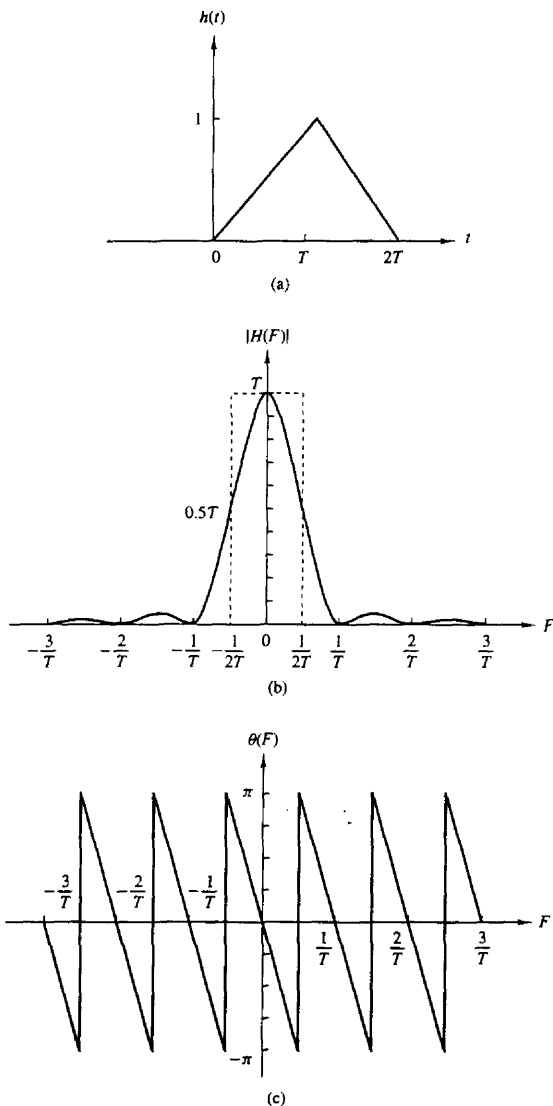 h(t)
1
0 T 2T t
(a)
|H(F)|
T
0.5T
-3/T -2/T -1/T -1/2T 0 1/2T 1/T 2/T 3/T F
(b)
θ(F)
π
-3/T -2/T -1/T F
1/T 2/T 3/T
-π
(c)